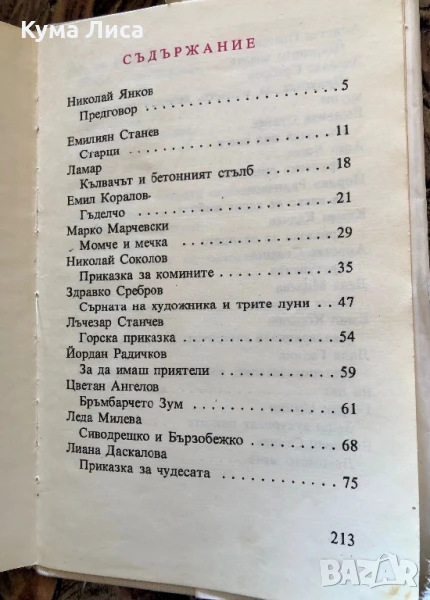 Кума Лиса
СЪДЪРЖАНИЕ
Николай Янков
Предговор . . . . . . . . . . . . . . . 5
Емилиян Станев
Старци . . . . . . . . . . . . . . . . 11
Ламар
Кълвачът и бетонният стълб . . . . . . 18
Емил Коралов
Гъделчо . . . . . . . . . . . . . . . . 21
Марко Марчевски
Момче и мечка . . . . . . . . . . . . 29
Николай Соколов
Приказка за комините . . . . . . . . . 35
Здравко Сребров
Сърната на художника и трите луни . . 47
Лъчезар Станчев
Горска приказка . . . . . . . . . . . . 54
Йордан Радичков
За да имаш приятели . . . . . . . . . 59
Цветан Ангелов
Бръмбарчето Зум . . . . . . . . . . . 61
Леда Милева
Сиводрешко и Бързобежко . . . . . . . 68
Лиана Даскалова
Приказка за чудесата . . . . . . . . . 75
213
BAZAR